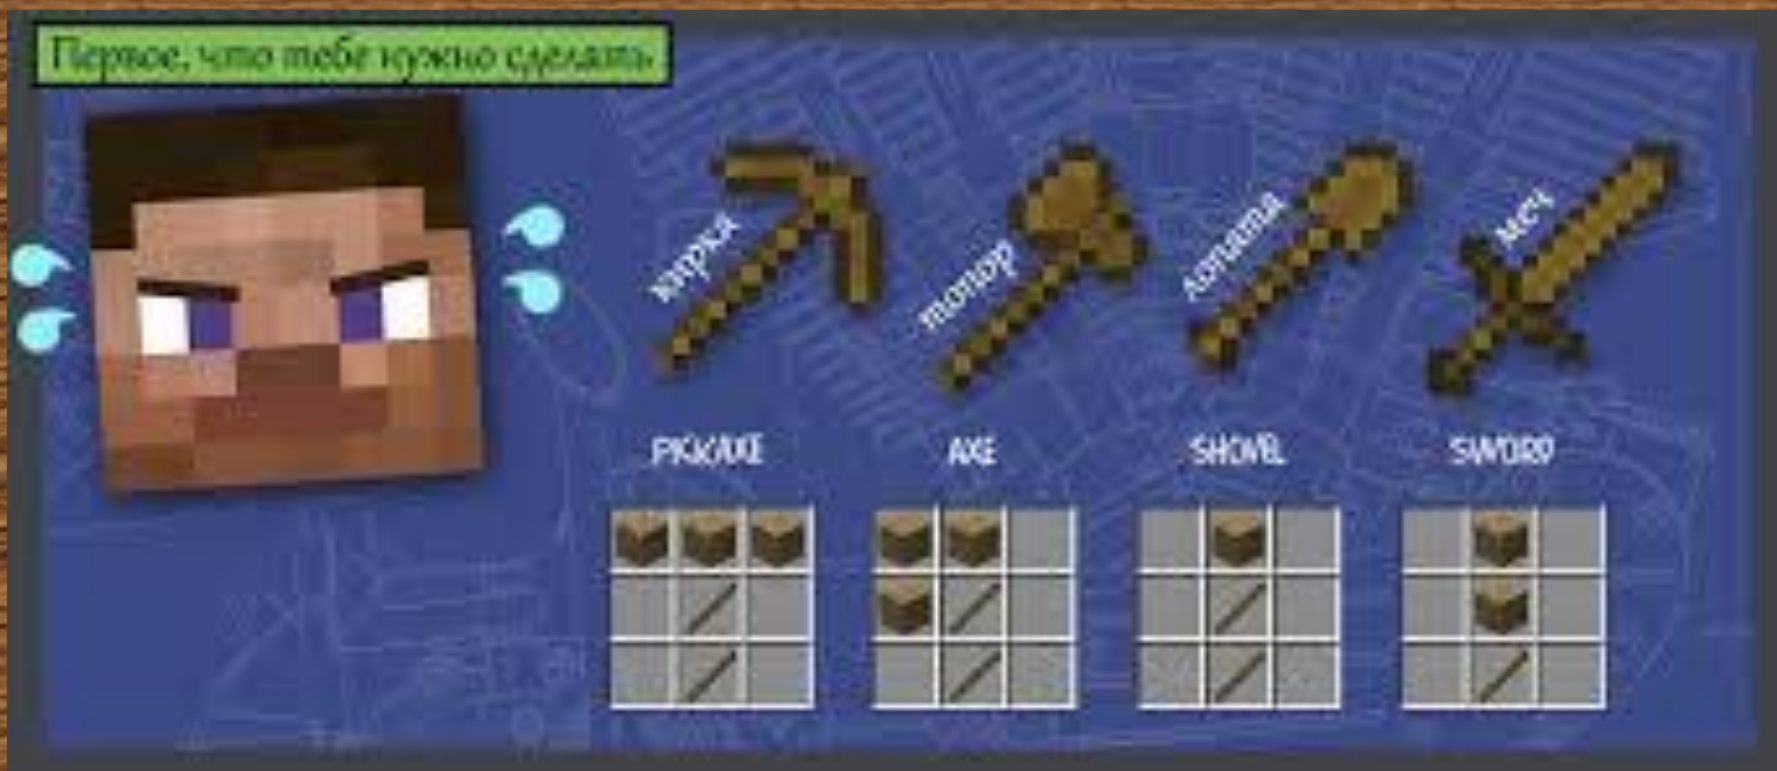 Первое, что тебе нужно сделать
кирка
топор
лопата
меч
PICKAXE
AXE
SHOVEL
SWORD